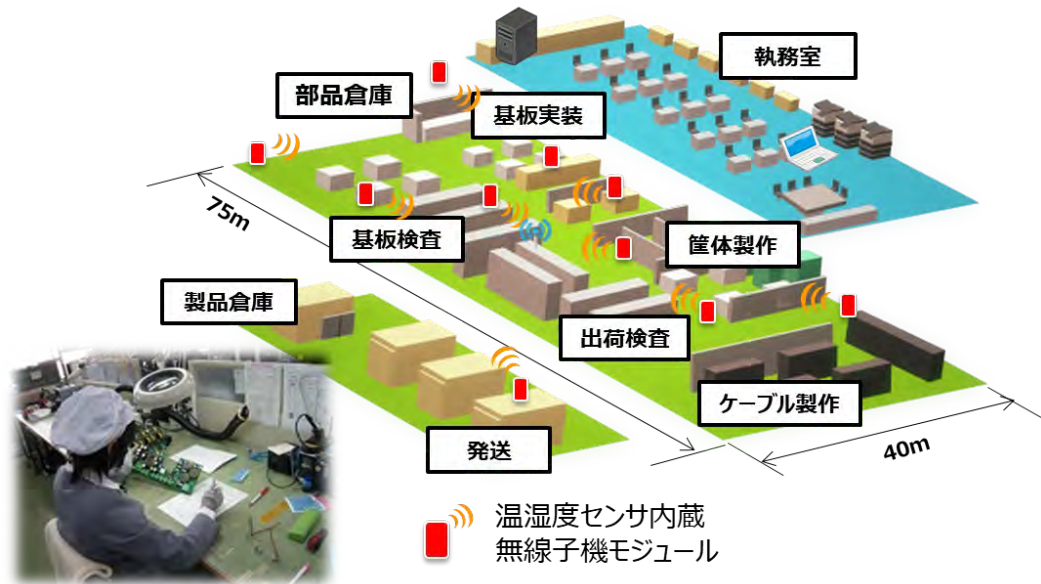 執務室
部品倉庫
基板実装
75m
基板検査
筐体製作
製品倉庫
出荷検査
ケーブル製作
40m
発送
温湿度センサ内蔵
無線子機モジュール